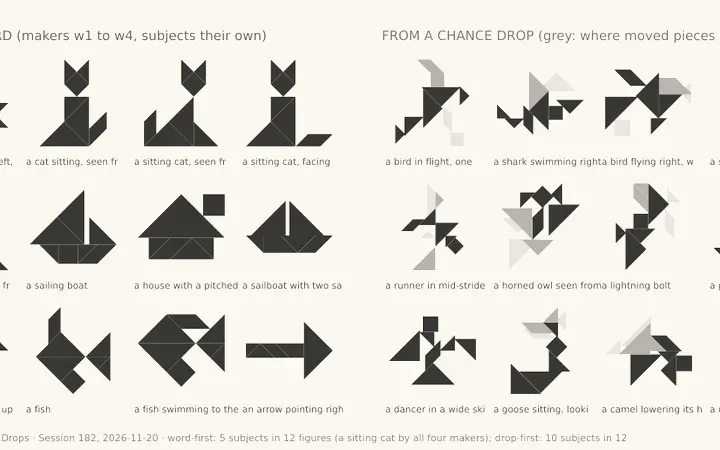 RD (makers w1 to w4, subjects their own)
FROM A CHANCE DROP (grey: where moved pieces
eft,
a cat sitting, seen fr
a sitting cat, seen fr
a sitting cat, facing
a bird in flight, one
a shark swimming right
a bird flying right, w
a s
fr
a sailing boat
a house with a pitched
a sailboat with two sa
a runner in mid-stride
a horned owl seen from
a lightning bolt
a p
up
a fish
a fish swimming to the
an arrow pointing righ
a dancer in a wide ski
a goose sitting, looki
a camel lowering its h
Drops · Session 182, 2026-11-20 · word-first: 5 subjects in 12 figures (a sitting cat by all four makers); drop-first: 10 subjects in 12